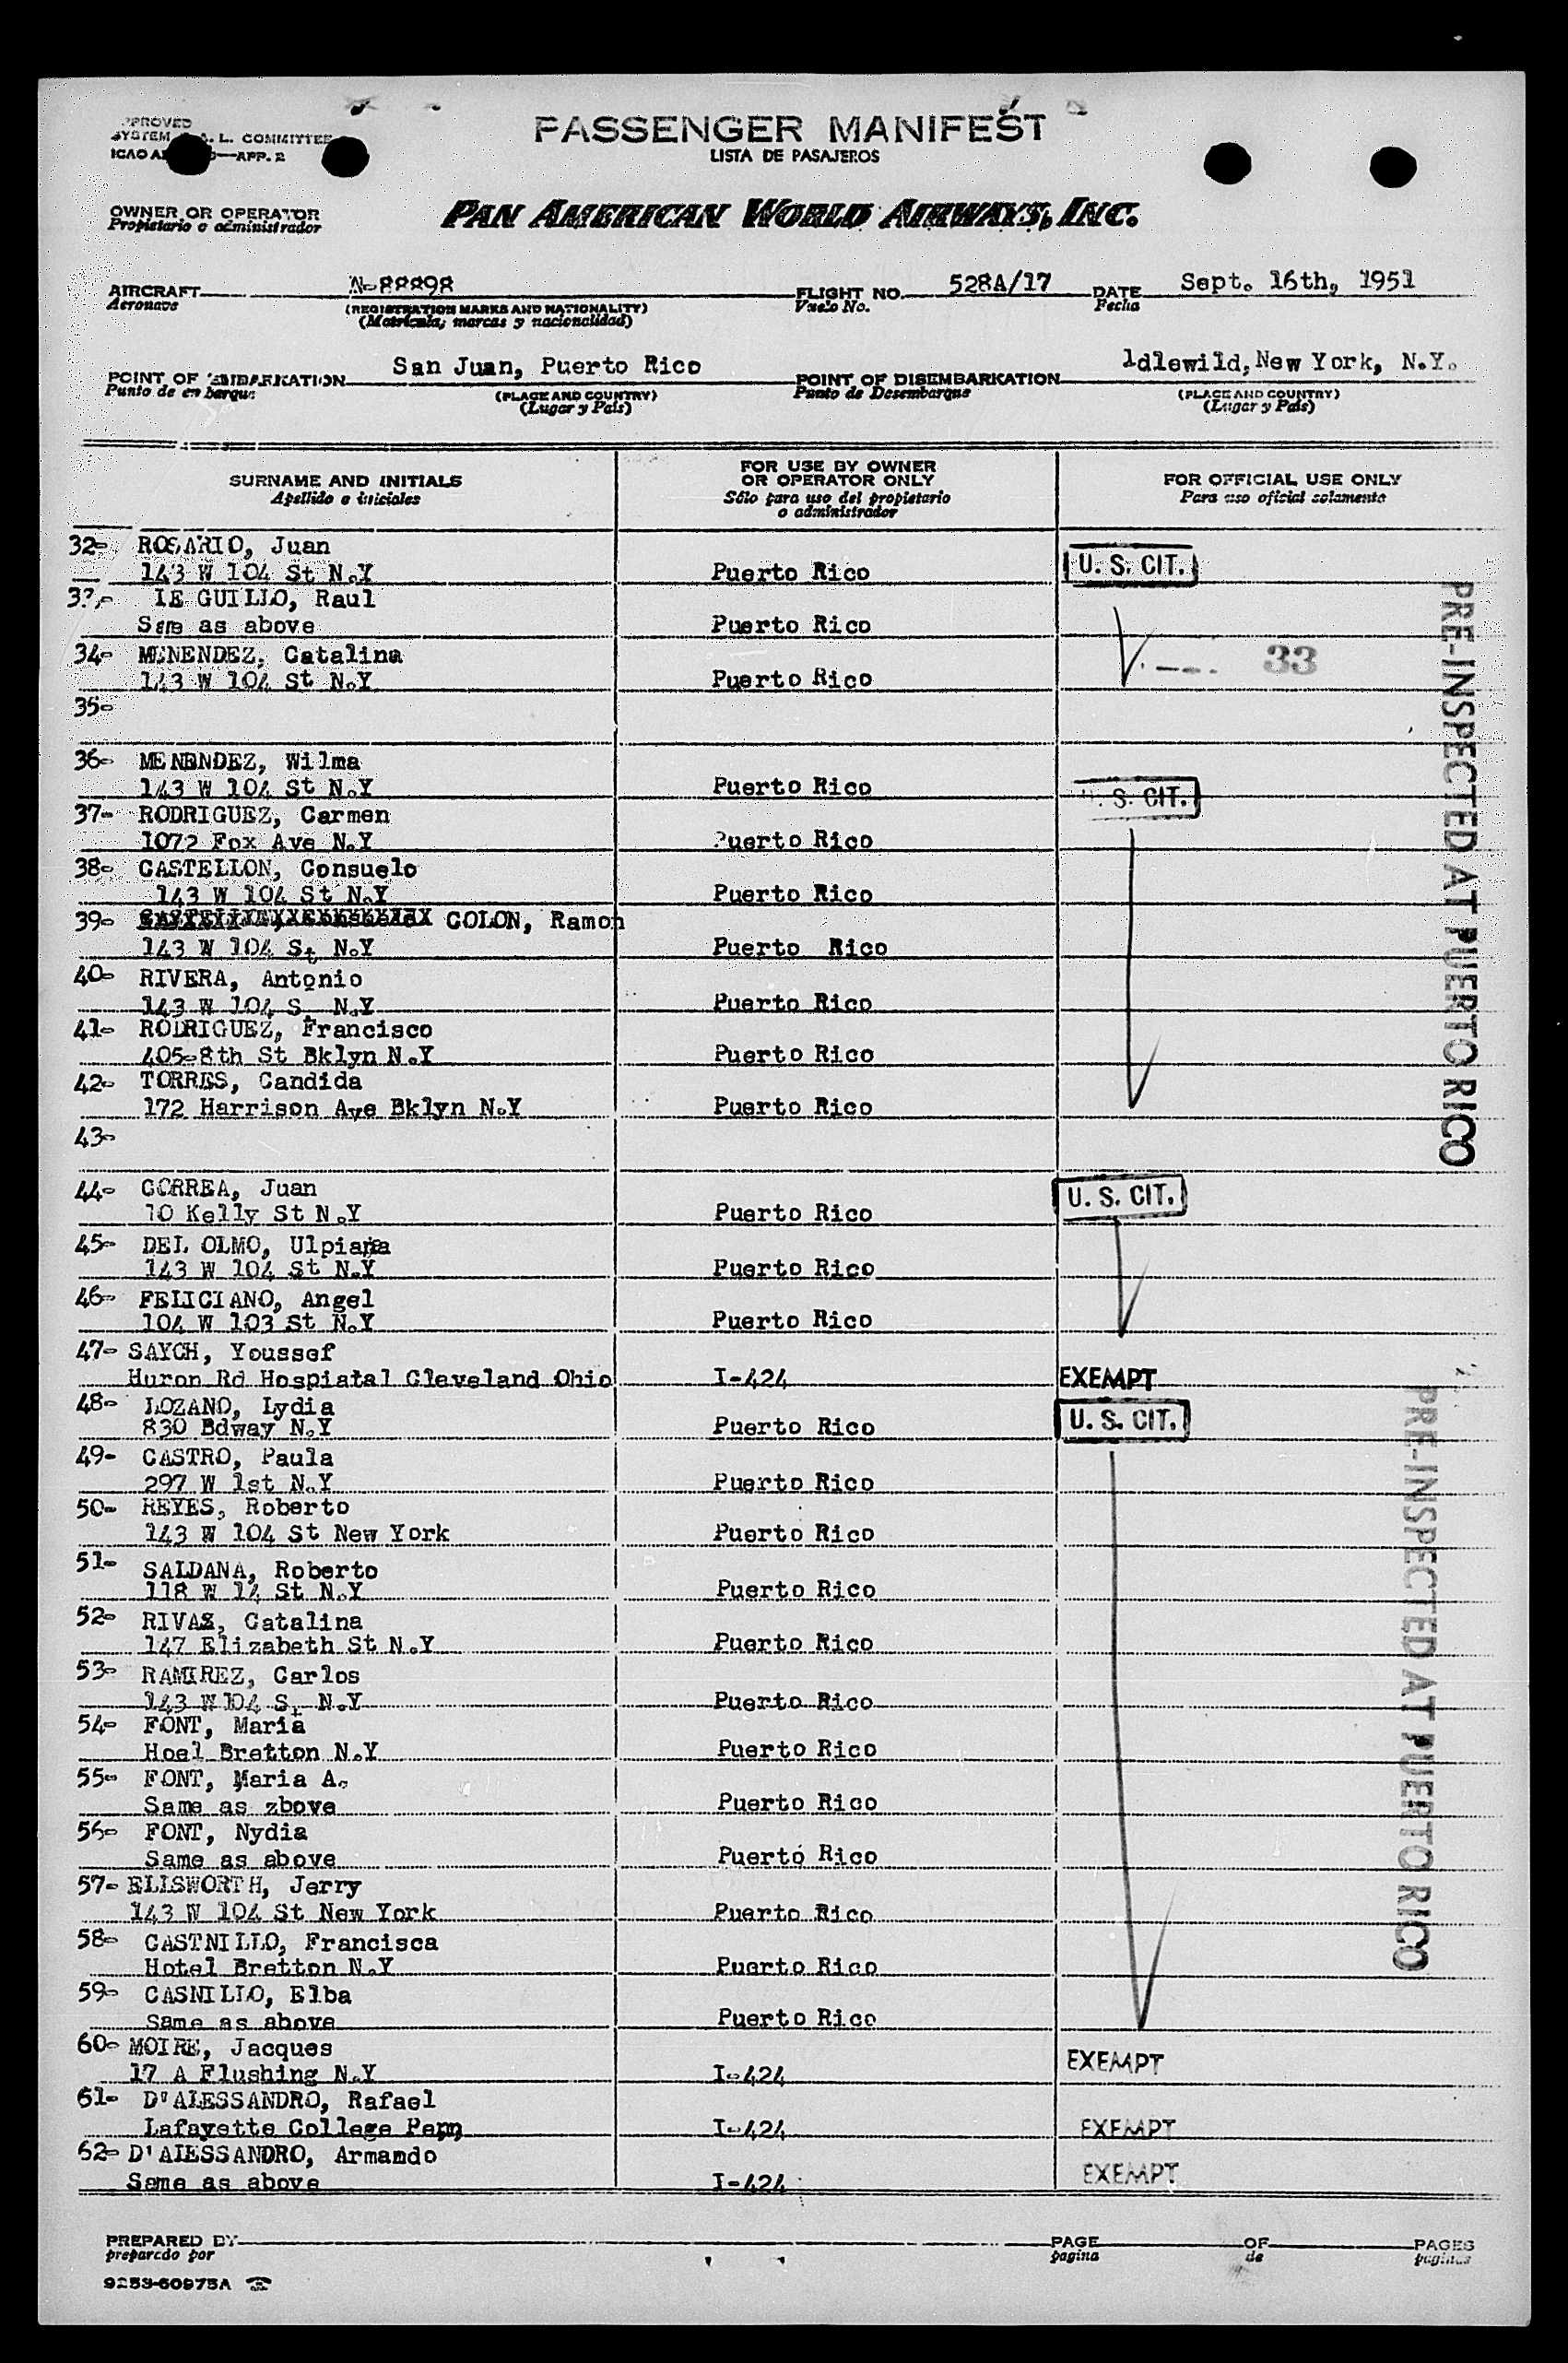 PASSENGER MANIFEST
LISTA DE PASAJEROS
SYSTEM A. L. COMMITTEE
ICAO —APP. 2
OWNER OR OPERATOR
Propietario o administrador
PAN AMERICAN WORLD AIRWAYS, INC.
AIRCRAFT N-88898 FLIGHT NO. 528A/17 DATE Sept. 16th, 1951
Aeronave (REGISTRATION MARKS AND NATIONALITY) Vuelo No. Fecha
(Matrícula, marcas y nacionalidad)
POINT OF EMBARKATION San Juan, Puerto Rico POINT OF DISEMBARKATION Idlewild, New York, N.Y.
Punto de embarque (PLACE AND COUNTRY) Punto de Desembarque (PLACE AND COUNTRY)
(Lugar y País) (Lugar y País)
SURNAME AND INITIALS FOR USE BY OWNER OR OPERATOR ONLY FOR OFFICIAL USE ONLY
Apellido e iniciales Sólo para uso del propietario o administrador Para uso oficial solamente
32- ROSARIO, Juan
143 W 104 St N.Y Puerto Rico U. S. CIT.
33- LE GUILLO, Raul
Same as above Puerto Rico
34- MENENDEZ, Catalina
143 W 104 St N.Y Puerto Rico 33
35-
36- MENENDEZ, Wilma
143 W 104 St N.Y Puerto Rico U. S. CIT.
37- RODRIGUEZ, Carmen
1072 Fox Ave N.Y Puerto Rico
38- CASTELLON, Consuelo
143 W 104 St N.Y Puerto Rico
39- COLON, Ramon
143 W 104 St N.Y Puerto Rico
40- RIVERA, Antonio
143 W 104 S N.Y Puerto Rico
41- RODRIGUEZ, Francisco
405-8th St Bklyn N.Y Puerto Rico
42- TORRES, Candida
172 Harrison Ave Bklyn N.Y Puerto Rico
43-
44- CORREA, Juan
10 Kelly St N.Y Puerto Rico U. S. CIT.
45- DEL OLMO, Ulpiana
143 W 104 St N.Y Puerto Rico
46- FELICIANO, Angel
104 W 103 St N.Y Puerto Rico
47- SAYCH, Youssef
Huron Rd Hospiatal Cleveland Ohio I-424 EXEMPT
48- LOZANO, Lydia
830 Bdway N.Y Puerto Rico U. S. CIT.
49- CASTRO, Paula
297 W 1st N.Y Puerto Rico
50- REYES, Roberto
143 W 104 St New York Puerto Rico
51- SALDANA, Roberto
118 W 14 St N.Y Puerto Rico
52- RIVAS, Catalina
147 Elizabeth St N.Y Puerto Rico
53- RAMIREZ, Carlos
143 W 104 St N.Y Puerto Rico
54- FONT, Maria
Hoel Bretton N.Y Puerto Rico
55- FONT, Maria A.
Same as zbove Puerto Rico
56- FONT, Nydia
Same as above Puerto Rico
57- ELLSWORTH, Jerry
143 W 104 St New York Puerto Rico
58- CASTNILLO, Francisca
Hotel Bretton N.Y Puerto Rico
59- CASNILLO, Elba
Same as above Puerto Rico
60- MOIRE, Jacques
17 A Flushing N.Y I-424 EXEMPT
61- D'ALESSANDRO, Rafael
Lafayette College Penn I-424 EXEMPT
62- D'ALESSANDRO, Armando
Same as above I-424 EXEMPT
PRE-INSPECTED AT PUERTO RICO
PRE-INSPECTED AT PUERTO RICO
PREPARED BY PAGE OF PAGES
preparado por pagina de paginas
9253-60975A